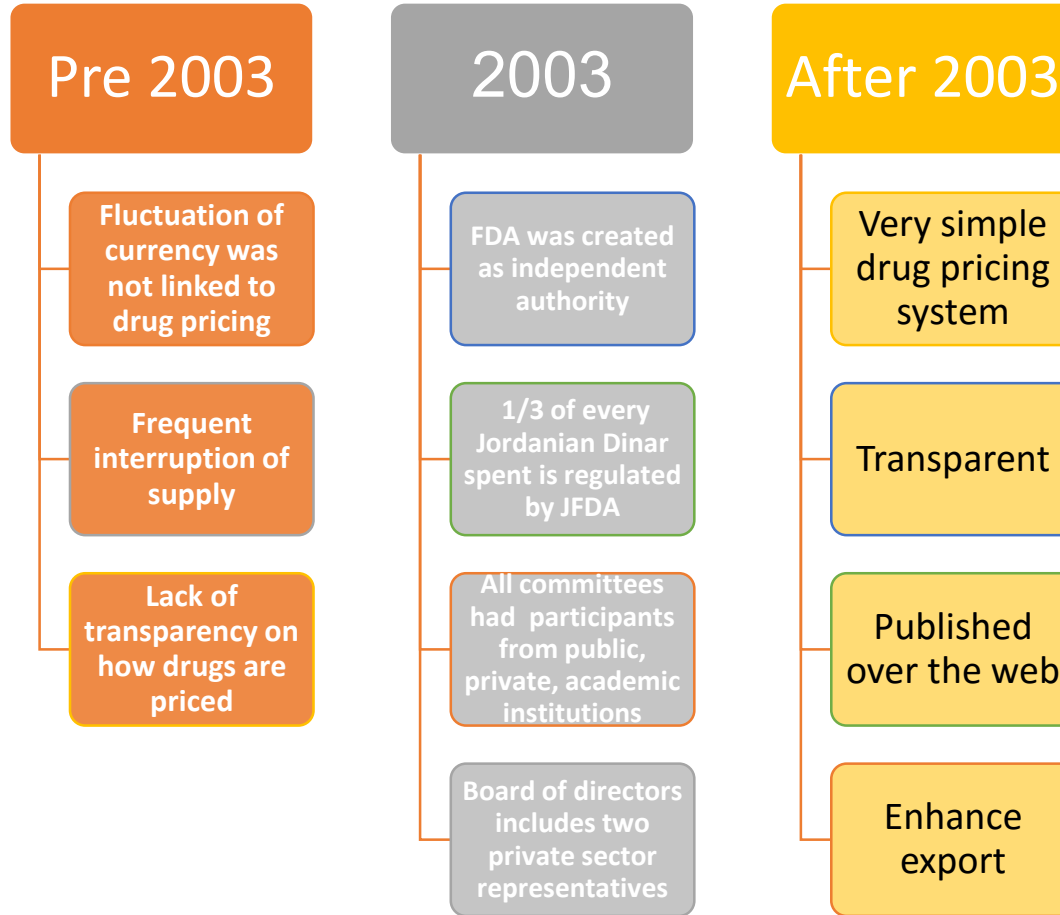 Pre 2003
Fluctuation of
currency was
not linked to
drug pricing
Frequent
interruption of
supply
Lack of
transparency on
how drugs are
priced
2003
FDA was created
as independent
authority
1/3 of every
Jordanian Dinar
spent is regulated
by JFDA
All committees
had participants
from public,
private, academic
institutions
Board of directors
includes two
private sector
representatives
After 2003
Very simple
drug pricing
system
Transparent
Published
over the web
Enhance
export